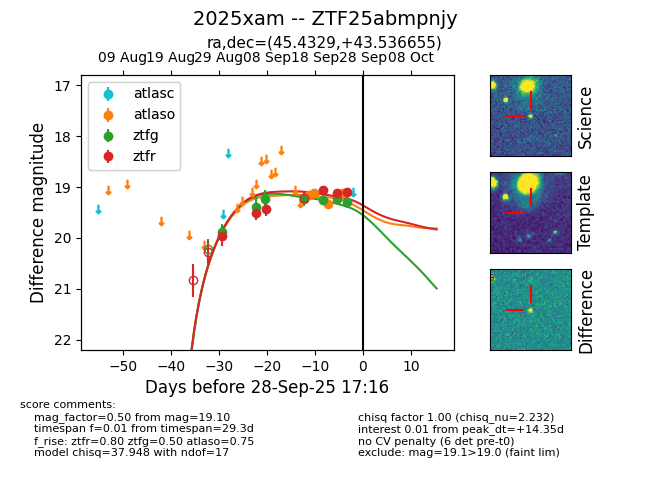 2025xam -- ZTF25abmpnjy
ra,dec=(45.4329,+43.536655)
09 Aug19 Aug29 Aug08 Sep18 Sep28 Sep08 Oct
17
18
19
20
21
22
Difference magnitude
atlasc
atlaso
ztfg
ztfr
−50
−40
−30
−20
−10
0
10
Days before 28-Sep-25 17:16
Science
Template
Difference
score comments:
mag_factor=0.50 from mag=19.10
timespan f=0.01 from timespan=29.3d
f_rise: ztfr=0.80 ztfg=0.50 atlaso=0.75
model chisq=37.948 with ndof=17
chisq factor 1.00 (chisq_nu=2.232)
interest 0.01 from peak_dt=+14.35d
no CV penalty (6 det pre-t0)
exclude: mag=19.1>19.0 (faint lim)